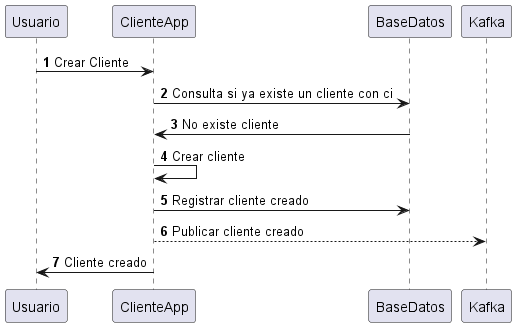 Usuario ClienteApp BaseDatos Kafka
1 Crear Cliente
2 Consulta si ya existe un cliente con ci
3 No existe cliente
4 Crear cliente
5 Registrar cliente creado
6 Publicar cliente creado
7 Cliente creado
Usuario ClienteApp BaseDatos Kafka